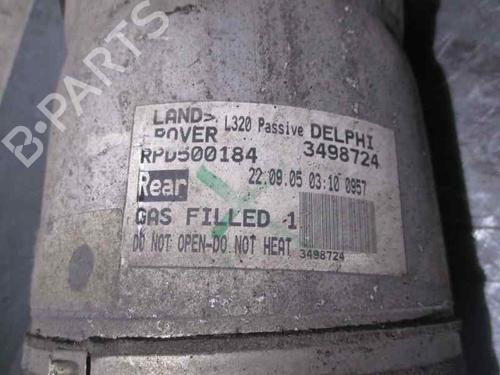 B-PARTS
LAND>
ROVER
L320 Passive DELPHI
RPD500184 3498724
Rear 22.09.05 03:10 0957
GAS FILLED 1
DO NOT OPEN-DO NOT HEAT 3498724